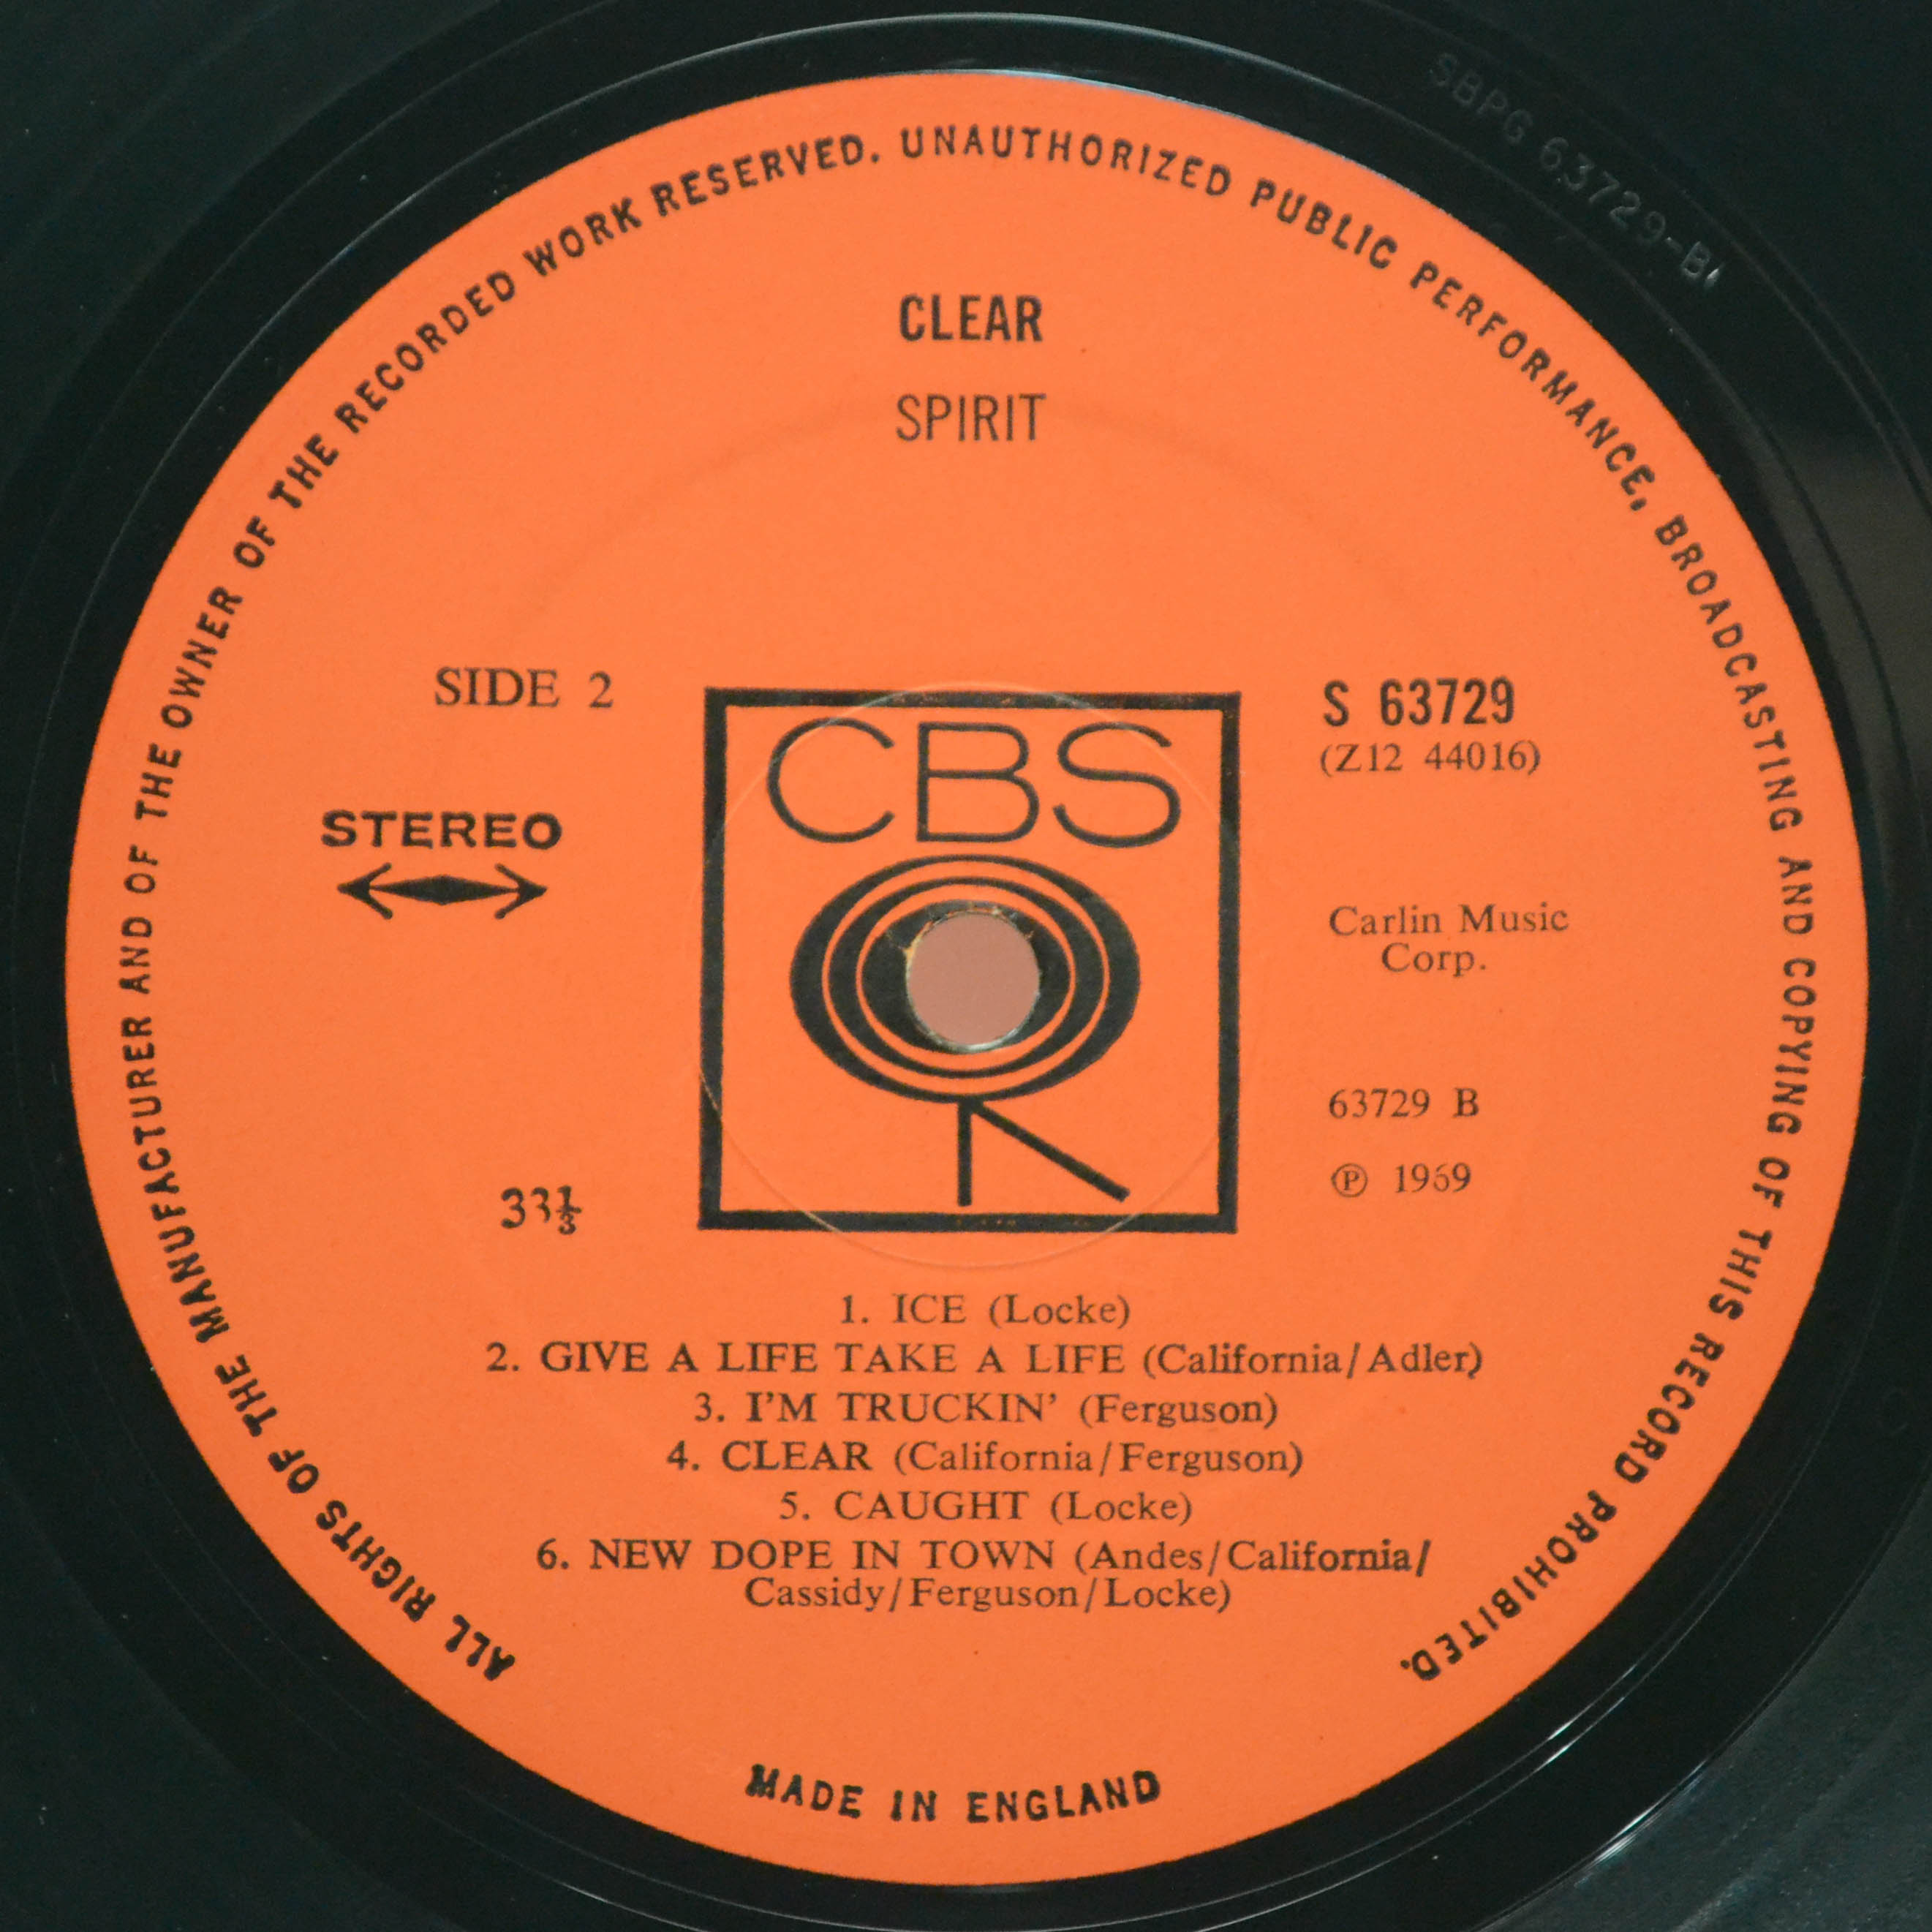 SBPG 63729-B1
ALL RIGHTS OF THE MANUFACTURER AND OF THE OWNER OF THE RECORDED WORK RESERVED. UNAUTHORIZED PUBLIC PERFORMANCE, BROADCASTING AND COPYING OF THIS RECORD PROHIBITED.
CLEAR
SPIRIT
SIDE 2
STEREO
33⅓
CBS
S 63729
(Z12 44016)
Carlin Music
Corp.
63729 B
Ⓟ 1969
1. ICE (Locke)
2. GIVE A LIFE TAKE A LIFE (California/Adler)
3. I'M TRUCKIN' (Ferguson)
4. CLEAR (California/Ferguson)
5. CAUGHT (Locke)
6. NEW DOPE IN TOWN (Andes/California/
Cassidy/Ferguson/Locke)
MADE IN ENGLAND